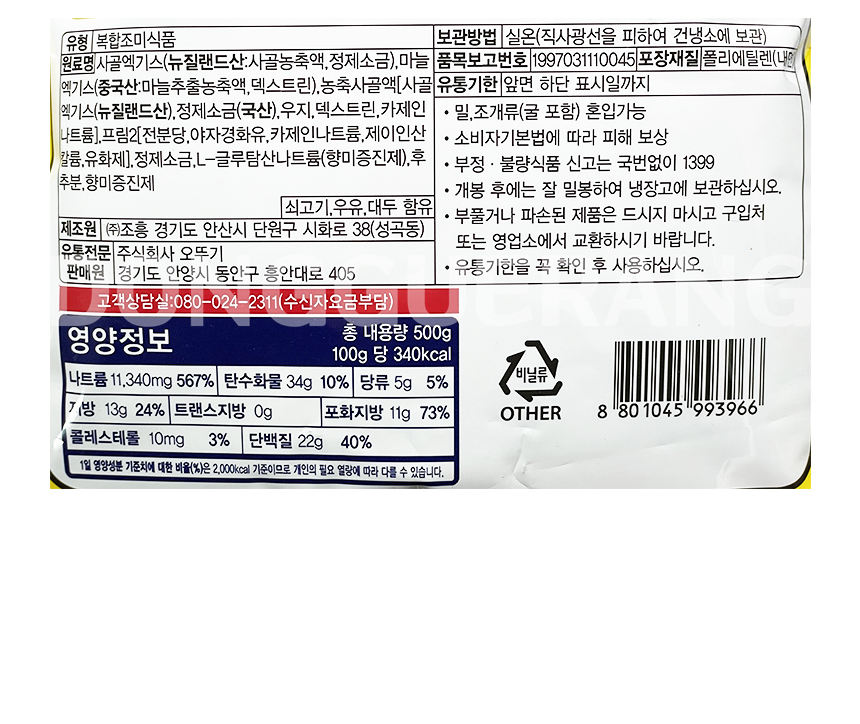 유형 복합조미식품
원료명 사골엑기스(뉴질랜드산:사골농축액,정제소금),마늘
엑기스(중국산:마늘추출농축액,덱스트린),농축사골액[사골
엑기스(뉴질랜드산),정제소금(국산),우지,덱스트린,카제인
나트륨],프림2[전분당,야자경화유,카제인나트륨,제이인산
칼륨,유화제],정제소금,L-글루탐산나트륨(향미증진제),후
추분,향미증진제
쇠고기,우유,대두 함유
제조원 ㈜조흥 경기도 안산시 단원구 시화로 38(성곡동)
유통전문 판매원 주식회사 오뚜기
경기도 안양시 동안구 흥안대로 405
보관방법 실온(직사광선을 피하여 건냉소에 보관)
품목보고번호 1997031110045 포장재질 폴리에틸렌(내면)
유통기한 앞면 하단 표시일까지
• 밀,조개류(굴 포함) 혼입가능
• 소비자기본법에 따라 피해 보상
• 부정·불량식품 신고는 국번없이 1399
• 개봉 후에는 잘 밀봉하여 냉장고에 보관하십시오.
• 부풀거나 파손된 제품은 드시지 마시고 구입처
또는 영업소에서 교환하시기 바랍니다.
• 유통기한을 꼭 확인 후 사용하십시오.
고객상담실:080-024-2311(수신자요금부담)
DUNGGUERANG
영양정보
총 내용량 500g
100g 당 340kcal
나트륨 11,340mg 567% 탄수화물 34g 10% 당류 5g 5%
지방 13g 24% 트랜스지방 0g 포화지방 11g 73%
콜레스테롤 10mg 3% 단백질 22g 40%
1일 영양성분 기준치에 대한 비율(%)은 2,000kcal 기준이므로 개인의 필요 열량에 따라 다를 수 있습니다.
비닐류
OTHER
8 801045 993966